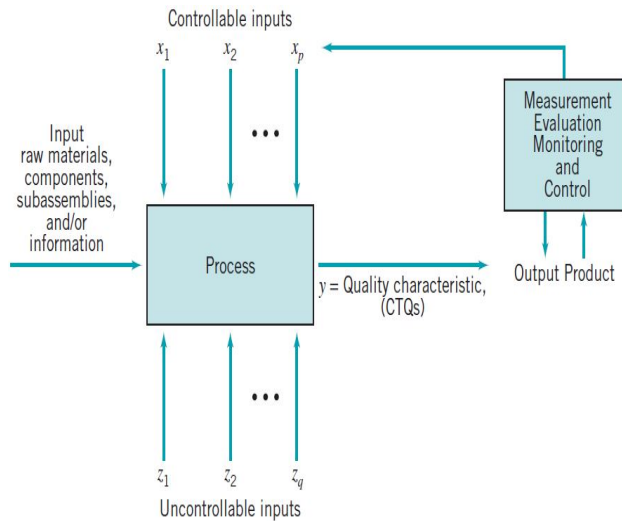 Controllable inputs
x1 x2 xp
• • •
Input
raw materials,
components,
subassemblies,
and/or
information
Process
Measurement
Evaluation
Monitoring
and
Control
y = Quality characteristic,
(CTQs)
Output Product
• • •
z1 z2 zq
Uncontrollable inputs